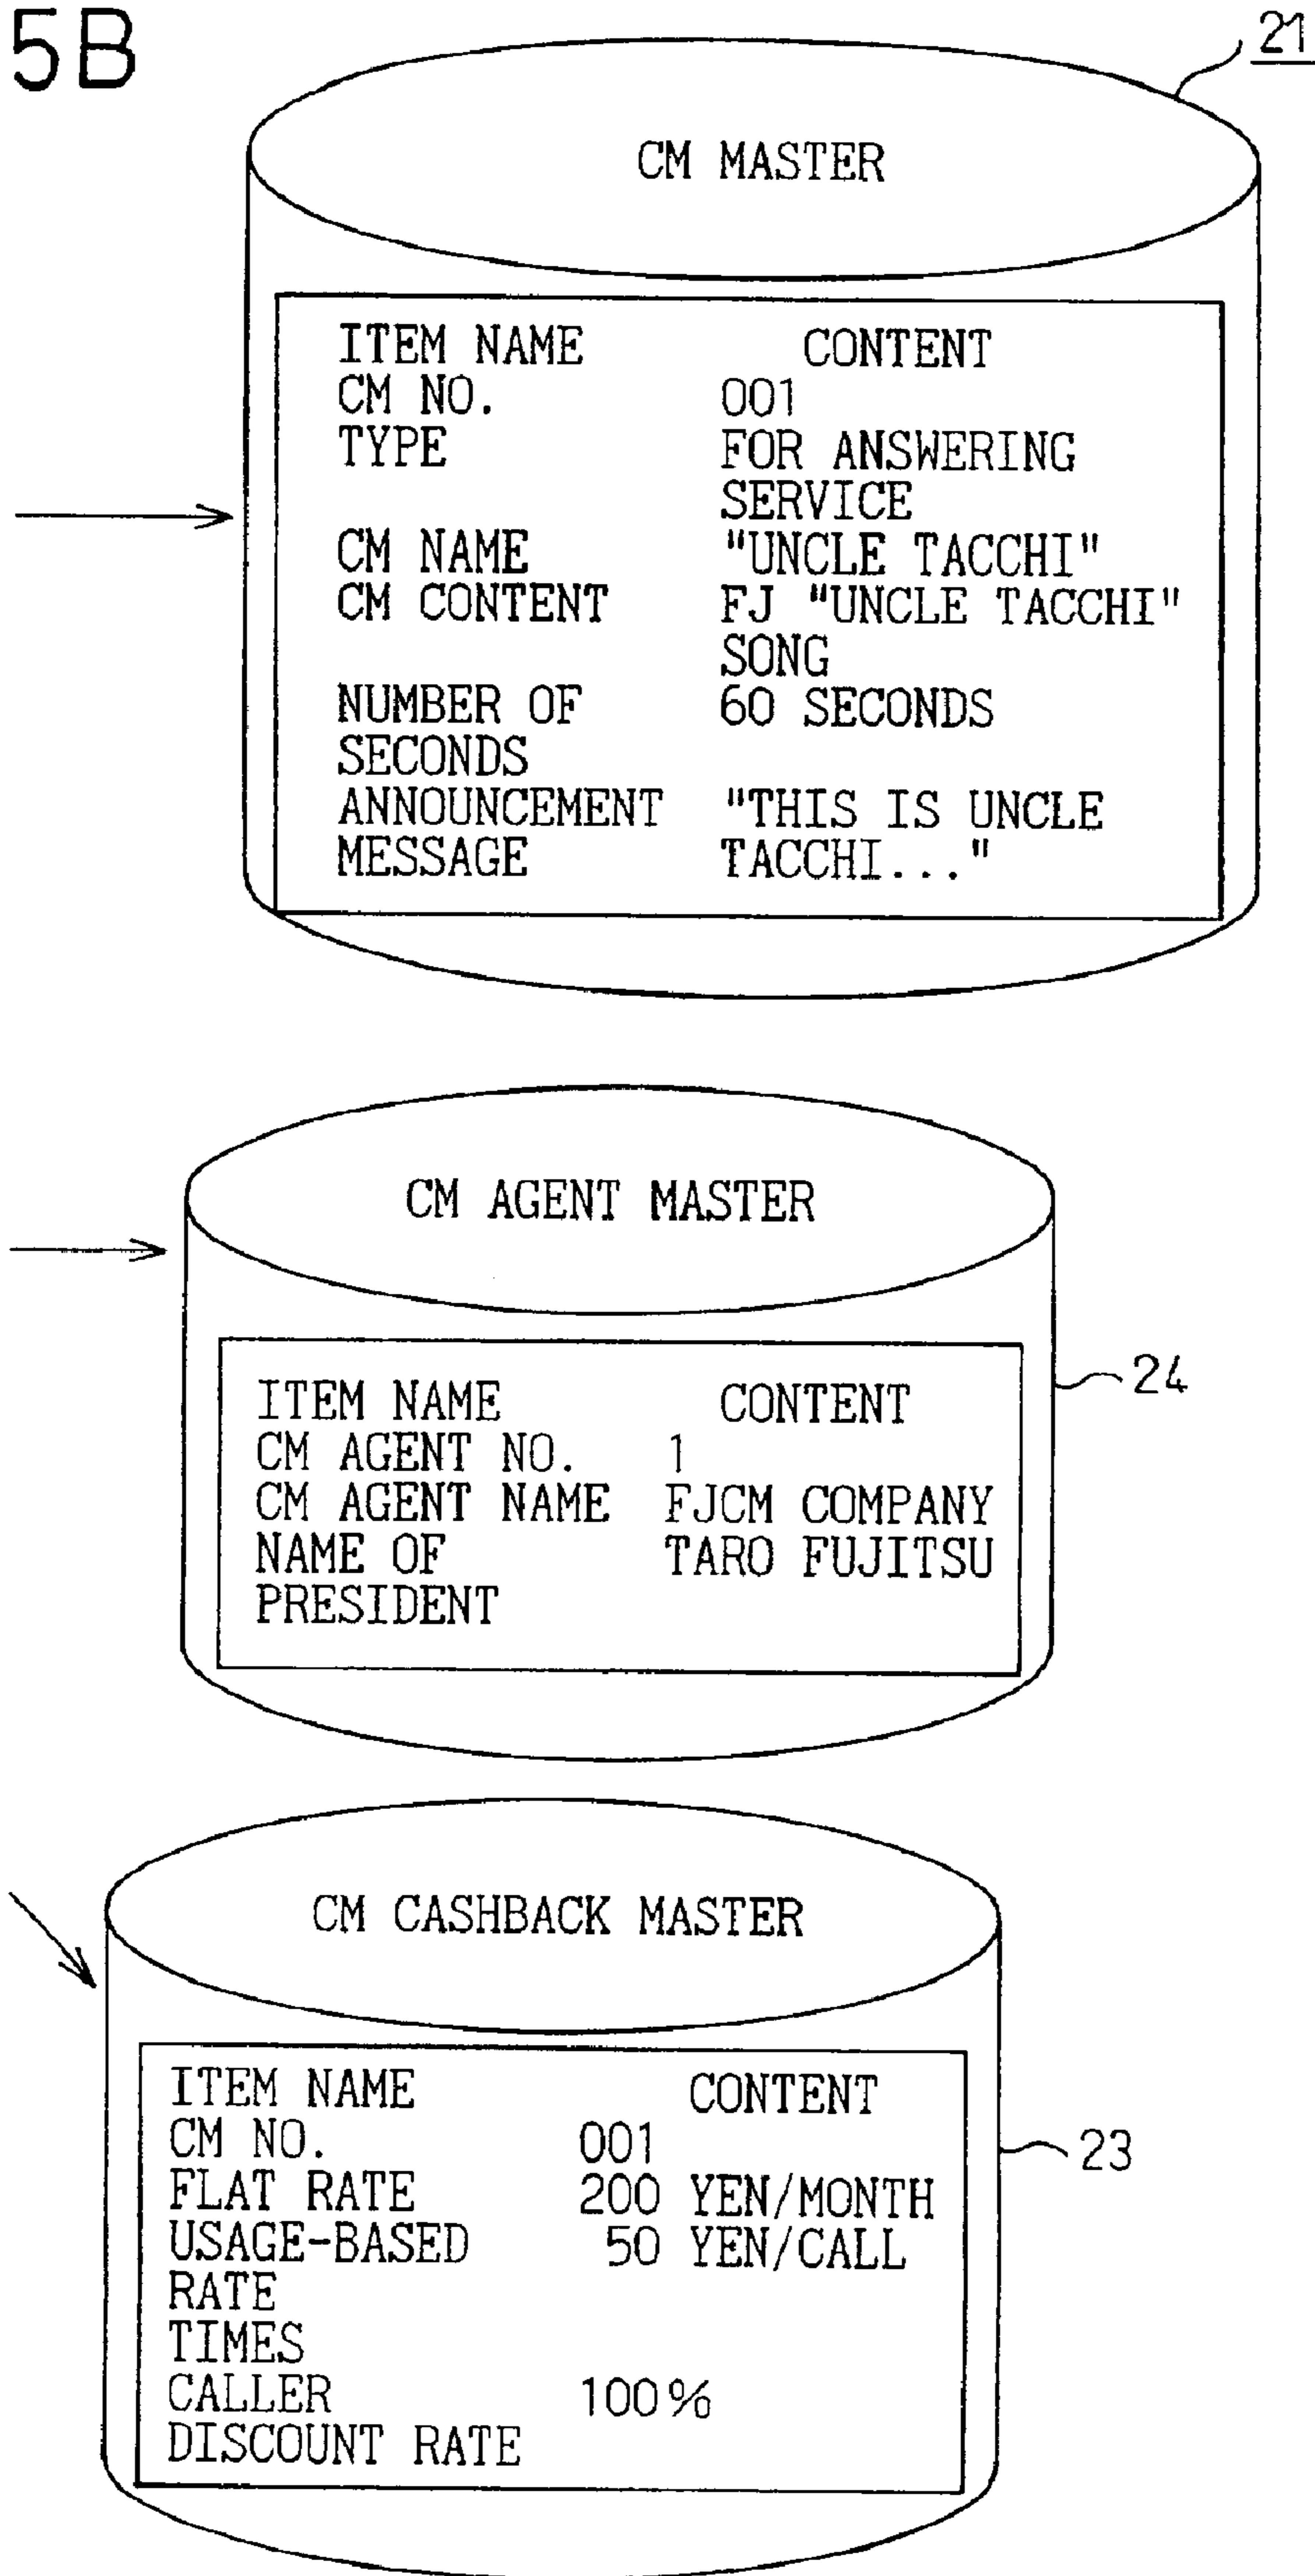 5B
21
CM MASTER
ITEM NAME CONTENT
CM NO. 001
TYPE FOR ANSWERING
SERVICE
CM NAME "UNCLE TACCHI"
CM CONTENT FJ "UNCLE TACCHI"
SONG
NUMBER OF 60 SECONDS
SECONDS
ANNOUNCEMENT "THIS IS UNCLE
MESSAGE TACCHI..."
CM AGENT MASTER
24
ITEM NAME CONTENT
CM AGENT NO. 1
CM AGENT NAME FJCM COMPANY
NAME OF TARO FUJITSU
PRESIDENT
CM CASHBACK MASTER
23
ITEM NAME CONTENT
CM NO. 001
FLAT RATE 200 YEN/MONTH
USAGE-BASED 50 YEN/CALL
RATE
TIMES
CALLER 100%
DISCOUNT RATE